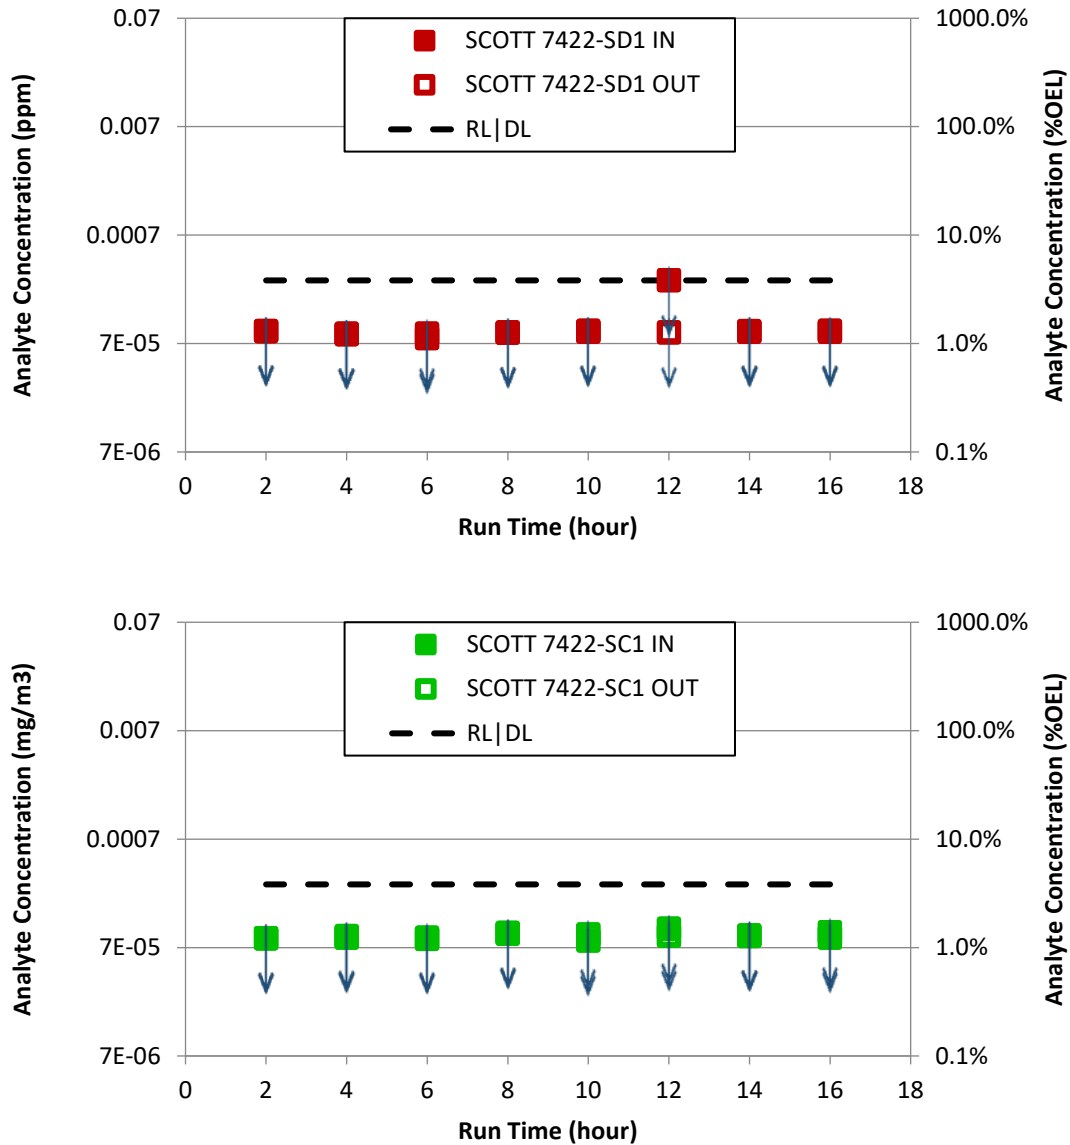 0.07
0.007
0.0007
7E-05
7E-06
Analyte Concentration (ppm)
SCOTT 7422-SD1 IN
SCOTT 7422-SD1 OUT
RL|DL
1000.0%
100.0%
10.0%
1.0%
0.1%
Analyte Concentration (%OEL)
0 2 4 6 8 10 12 14 16 18
Run Time (hour)
0.07
0.007
0.0007
7E-05
7E-06
Analyte Concentration (mg/m3)
SCOTT 7422-SC1 IN
SCOTT 7422-SC1 OUT
RL|DL
1000.0%
100.0%
10.0%
1.0%
0.1%
Analyte Concentration (%OEL)
0 2 4 6 8 10 12 14 16 18
Run Time (hour)